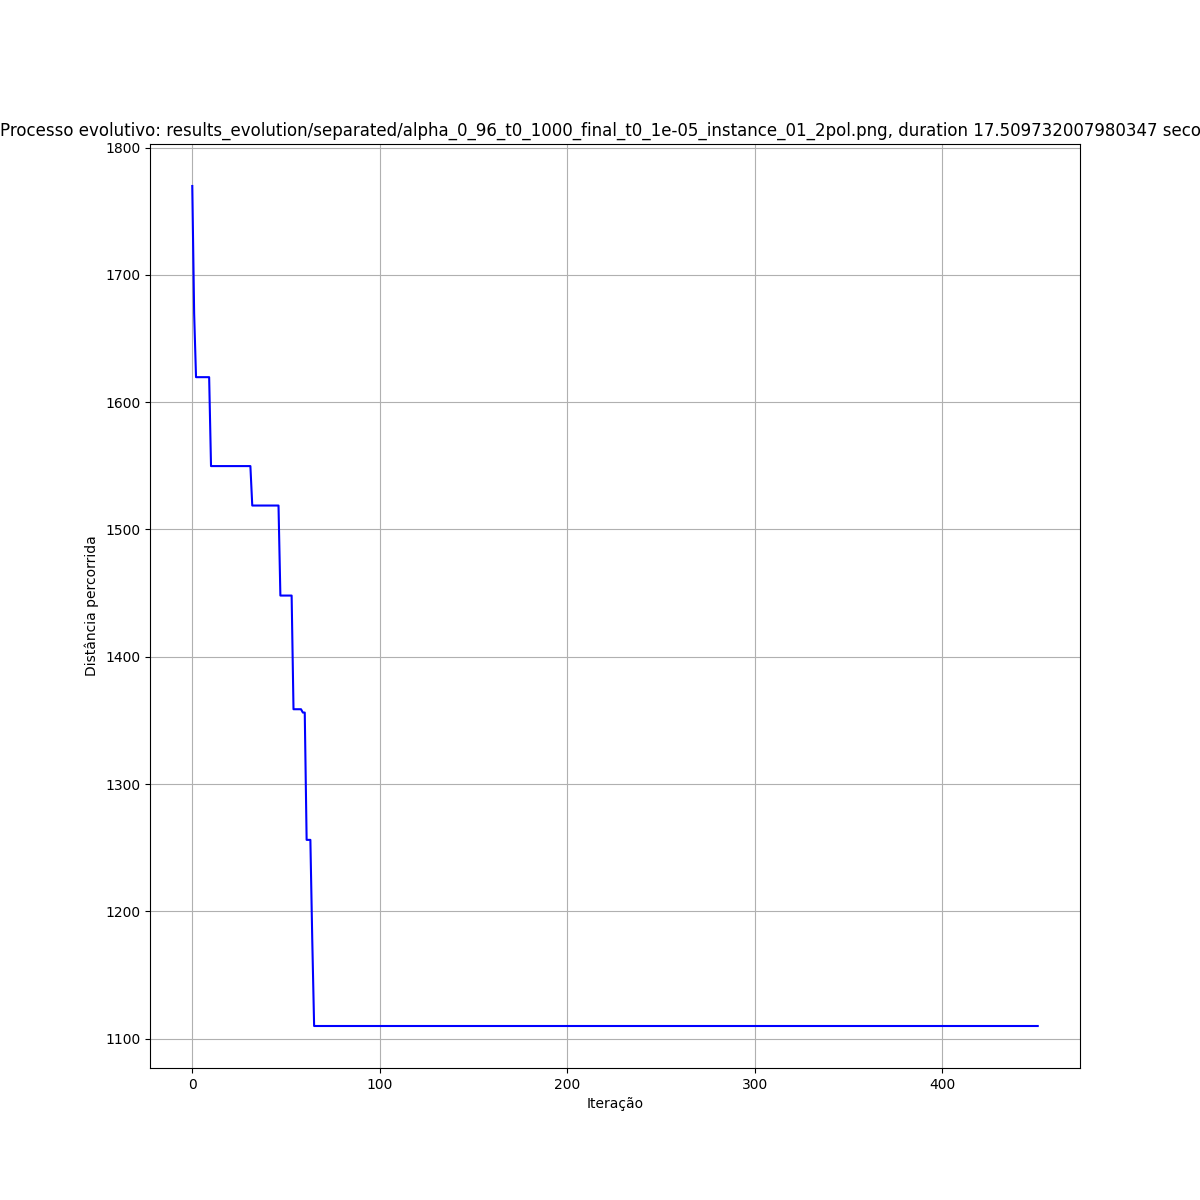 Processo evolutivo: results_evolution/separated/alpha_0_96_t0_1000_final_t0_1e-05_instance_01_2pol.png, duration 17.509732007980347 seco
1800
1700
1600
1500
1400
1300
1200
1100
Distância percorrida
0 100 200 300 400
Iteração